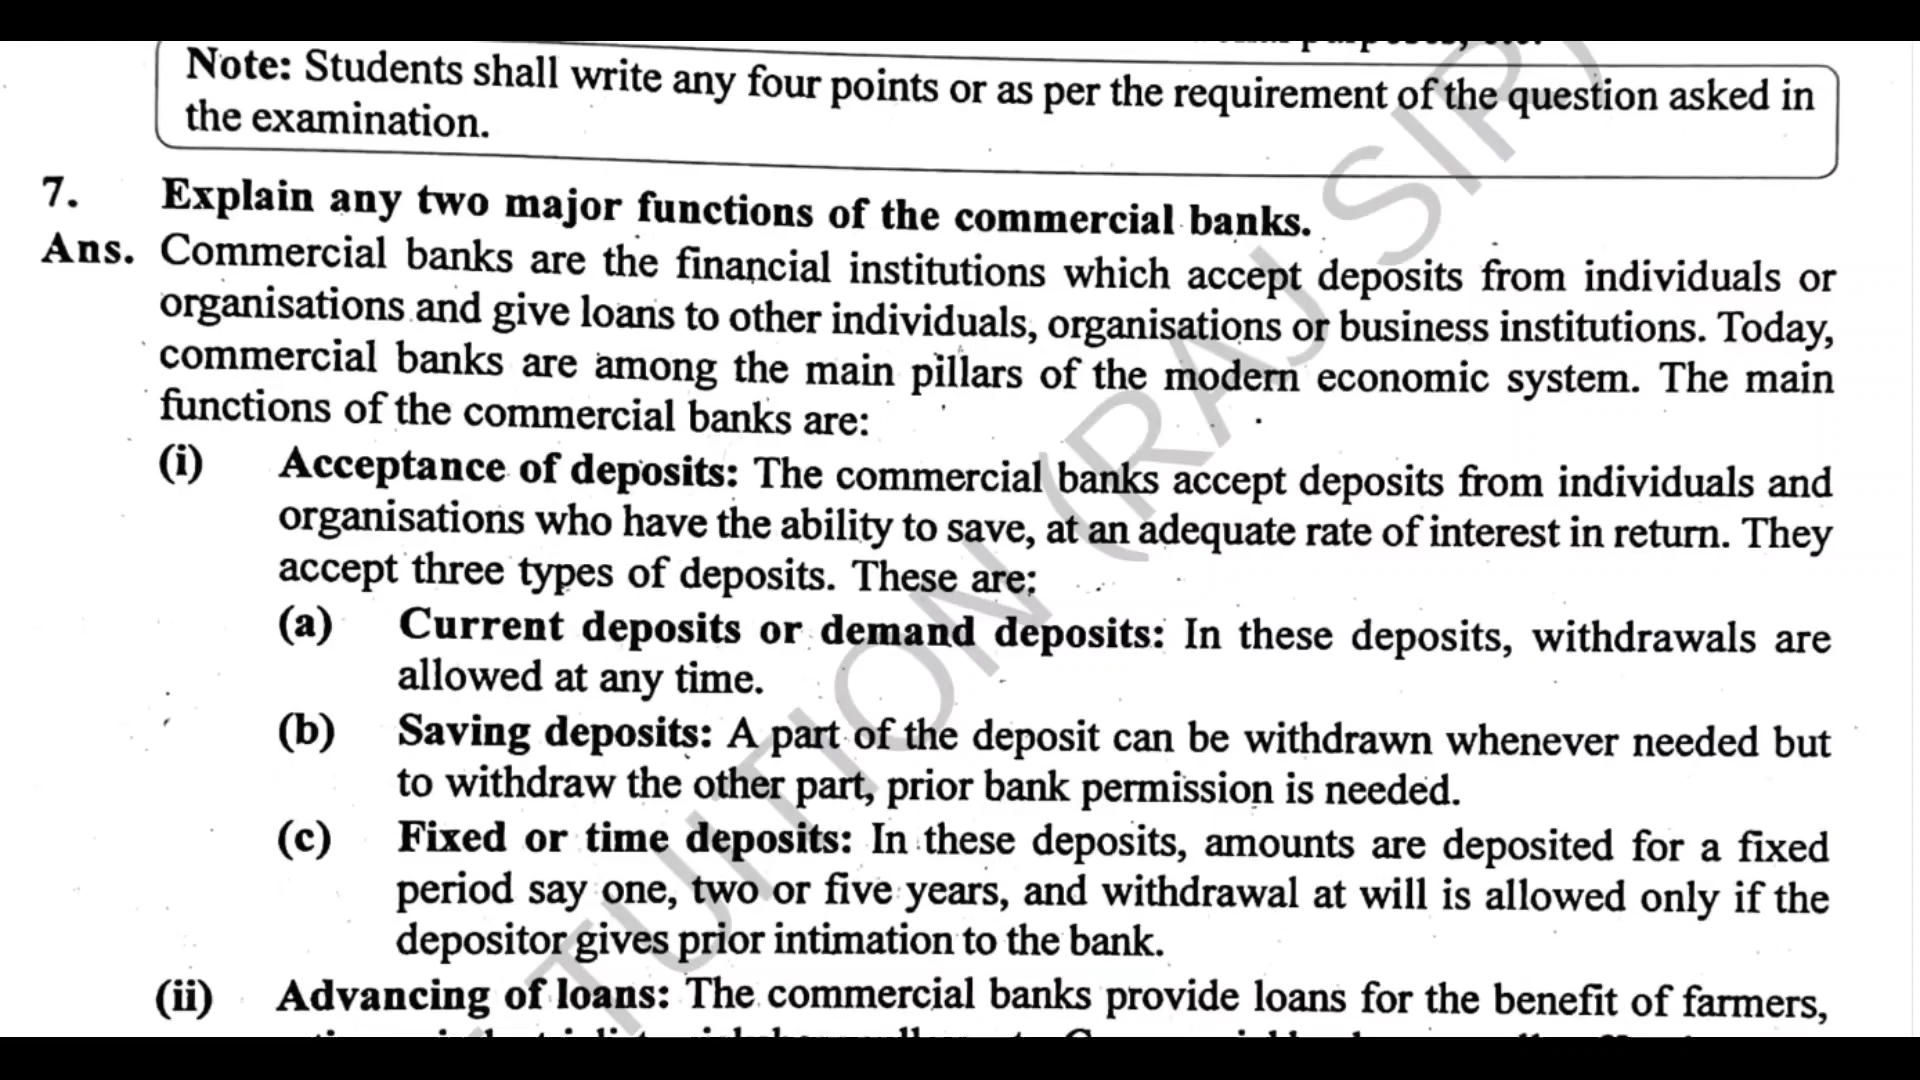 Note: Students shall write any four points or as per the requirement of the question asked in
the examination.
7. Explain any two major functions of the commercial banks.
Ans. Commercial banks are the financial institutions which accept deposits from individuals or
organisations and give loans to other individuals, organisations or business institutions. Today,
commercial banks are among the main pillars of the modern economic system. The main
functions of the commercial banks are:
(i) Acceptance of deposits: The commercial banks accept deposits from individuals and
organisations who have the ability to save, at an adequate rate of interest in return. They
accept three types of deposits. These are:
(a) Current deposits or demand deposits: In these deposits, withdrawals are
allowed at any time.
(b) Saving deposits: A part of the deposit can be withdrawn whenever needed but
to withdraw the other part, prior bank permission is needed.
(c) Fixed or time deposits: In these deposits, amounts are deposited for a fixed
period say one, two or five years, and withdrawal at will is allowed only if the
depositor gives prior intimation to the bank.
(ii) Advancing of loans: The commercial banks provide loans for the benefit of farmers,
TUITION (RAJ SIR)